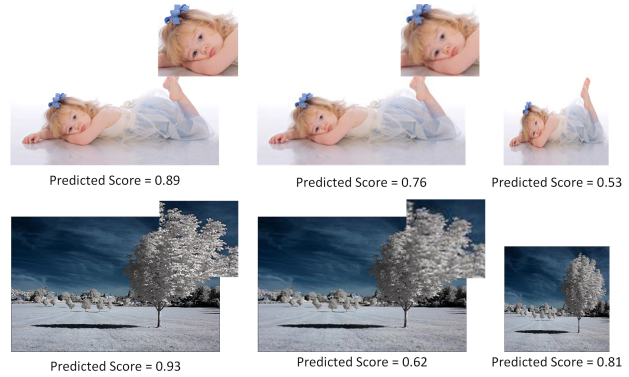 Predicted Score = 0.89
Predicted Score = 0.76
Predicted Score = 0.53
Predicted Score = 0.93
Predicted Score = 0.62
Predicted Score = 0.81